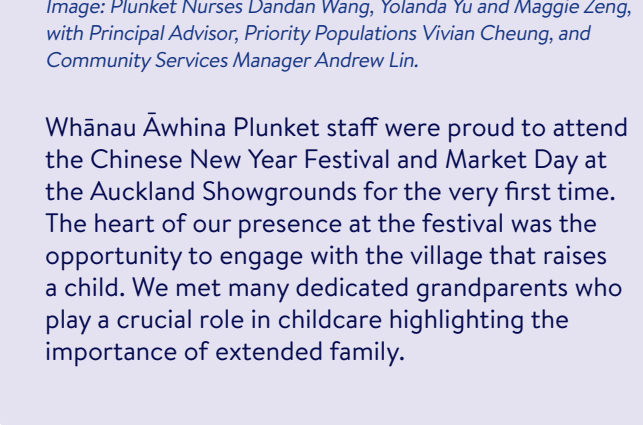 Image: Plunket Nurses Dandan Wang, Yolanda Yu and Maggie Zeng,
with Principal Advisor, Priority Populations Vivian Cheung, and
Community Services Manager Andrew Lin.
Whānau Āwhina Plunket staff were proud to attend
the Chinese New Year Festival and Market Day at
the Auckland Showgrounds for the very first time.
The heart of our presence at the festival was the
opportunity to engage with the village that raises
a child. We met many dedicated grandparents who
play a crucial role in childcare highlighting the
importance of extended family.